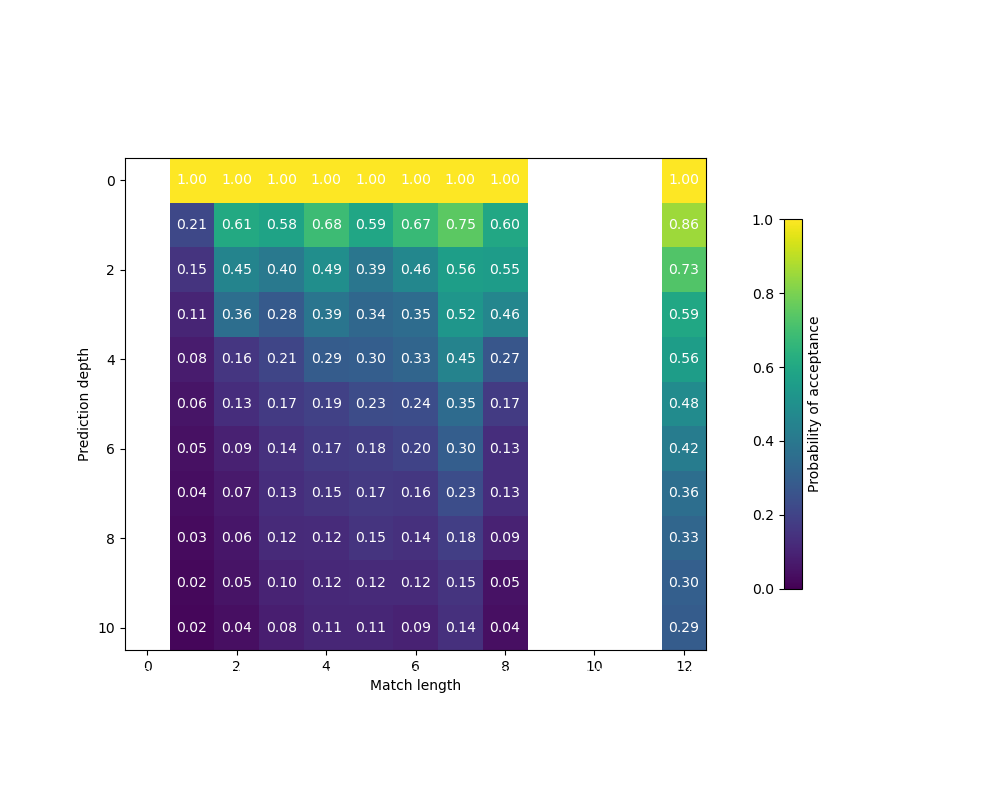 0 1.00 1.00 1.00 1.00 1.00 1.00 1.00 1.00 1.00
0.21 0.61 0.58 0.68 0.59 0.67 0.75 0.60 0.86
2 0.15 0.45 0.40 0.49 0.39 0.46 0.56 0.55 0.73
0.11 0.36 0.28 0.39 0.34 0.35 0.52 0.46 0.59
4 0.08 0.16 0.21 0.29 0.30 0.33 0.45 0.27 0.56
0.06 0.13 0.17 0.19 0.23 0.24 0.35 0.17 0.48
6 0.05 0.09 0.14 0.17 0.18 0.20 0.30 0.13 0.42
0.04 0.07 0.13 0.15 0.17 0.16 0.23 0.13 0.36
8 0.03 0.06 0.12 0.12 0.15 0.14 0.18 0.09 0.33
0.02 0.05 0.10 0.12 0.12 0.12 0.15 0.05 0.30
10 0.02 0.04 0.08 0.11 0.11 0.09 0.14 0.04 0.29
0 2 4 6 8 10 12
Match length
Prediction depth
1.0
0.8
0.6
0.4
0.2
0.0
Probability of acceptance